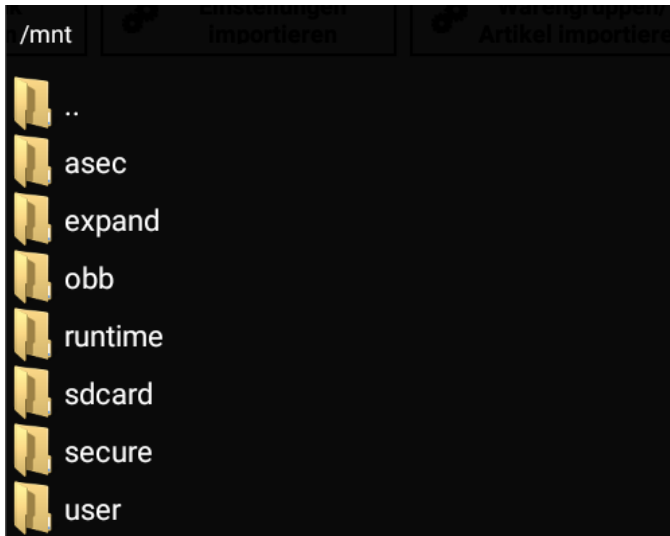 Einstellungen
importieren
Warengruppen
Artikel importiere
/mnt
..
asec
expand
obb
runtime
sdcard
secure
user